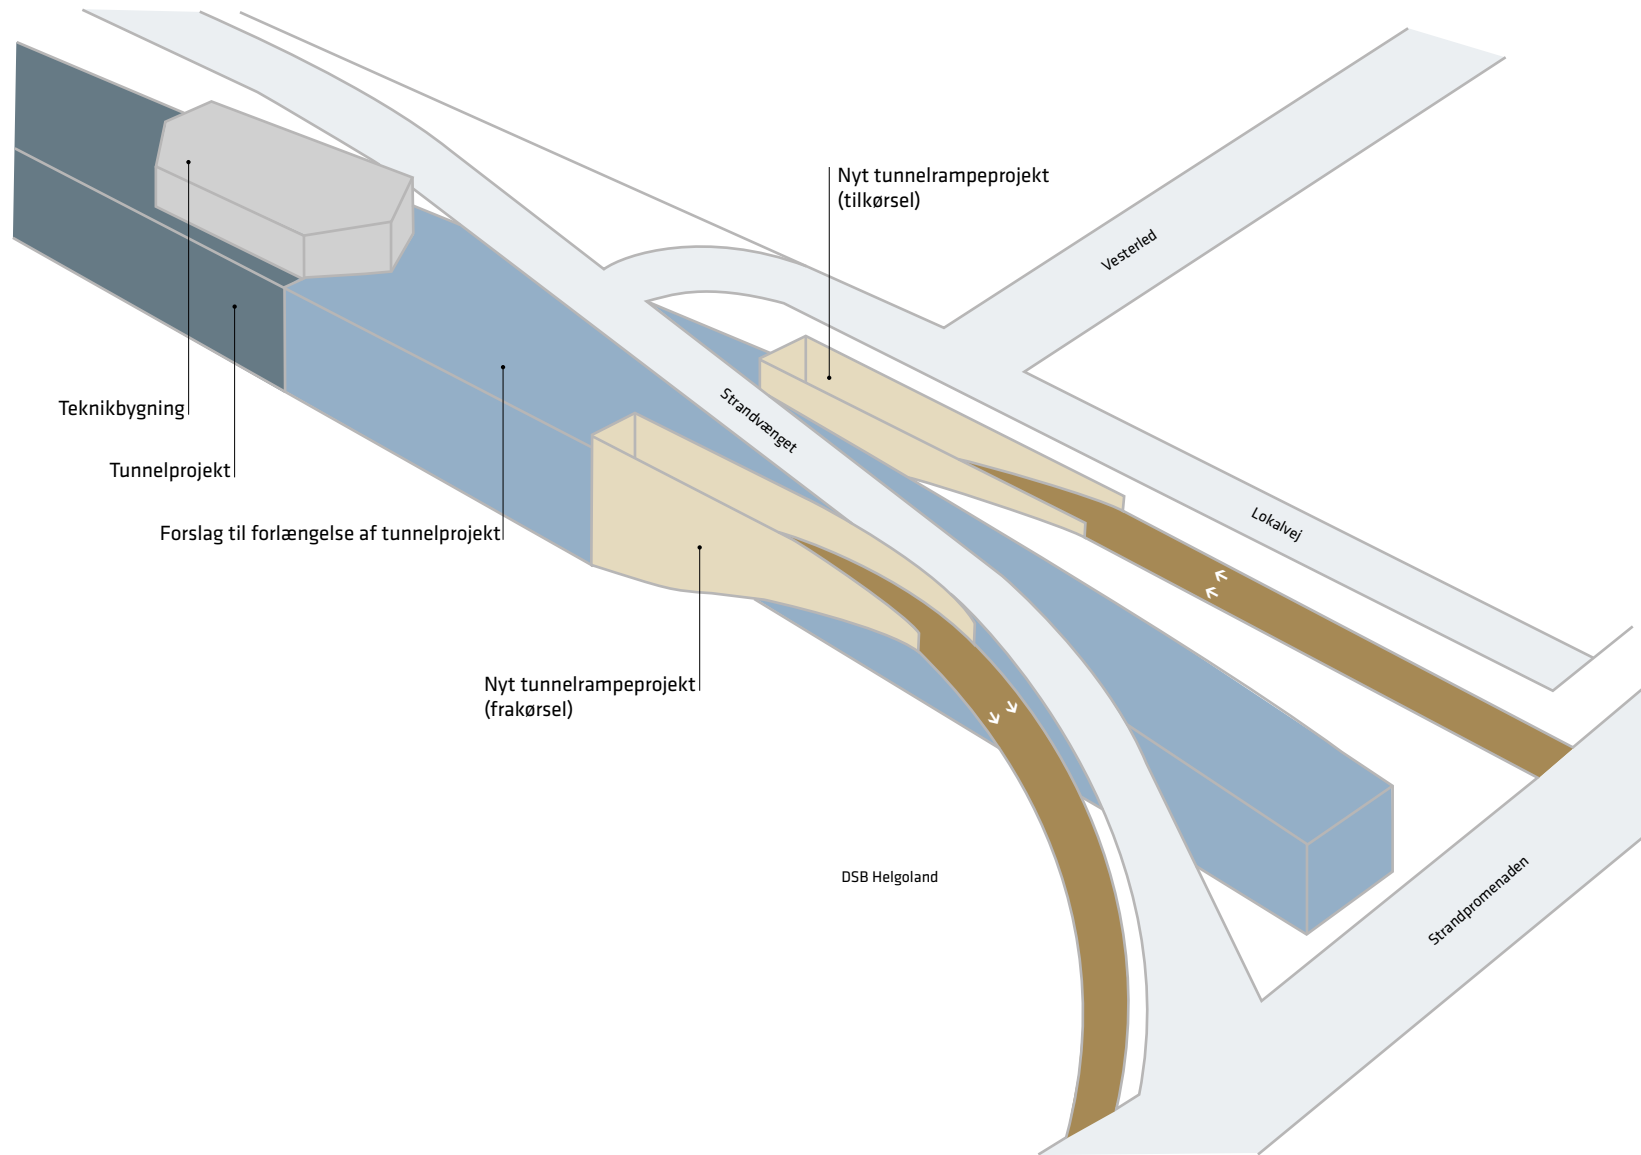 Nyt tunnelrampeprojekt
(tilkørsel)
Vesterled
Strandvænget
Teknikbygning
Tunnelprojekt
Forslag til forlængelse af tunnelprojekt
Lokalvej
Nyt tunnelrampeprojekt
(frakørsel)
DSB Helgoland
Strandpromenaden